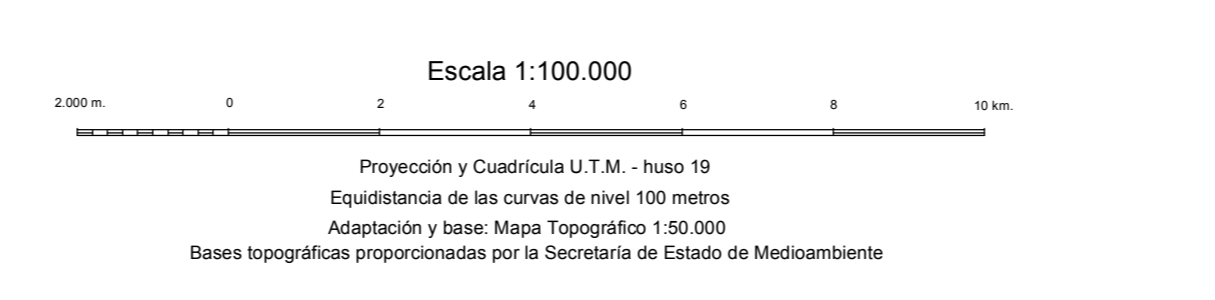 Escala 1:100.000
2.000 m. 0 2 4 6 8 10 km.
Proyección y Cuadrícula U.T.M. - huso 19
Equidistancia de las curvas de nivel 100 metros
Adaptación y base: Mapa Topográfico 1:50.000
Bases topográficas proporcionadas por la Secretaría de Estado de Medioambiente